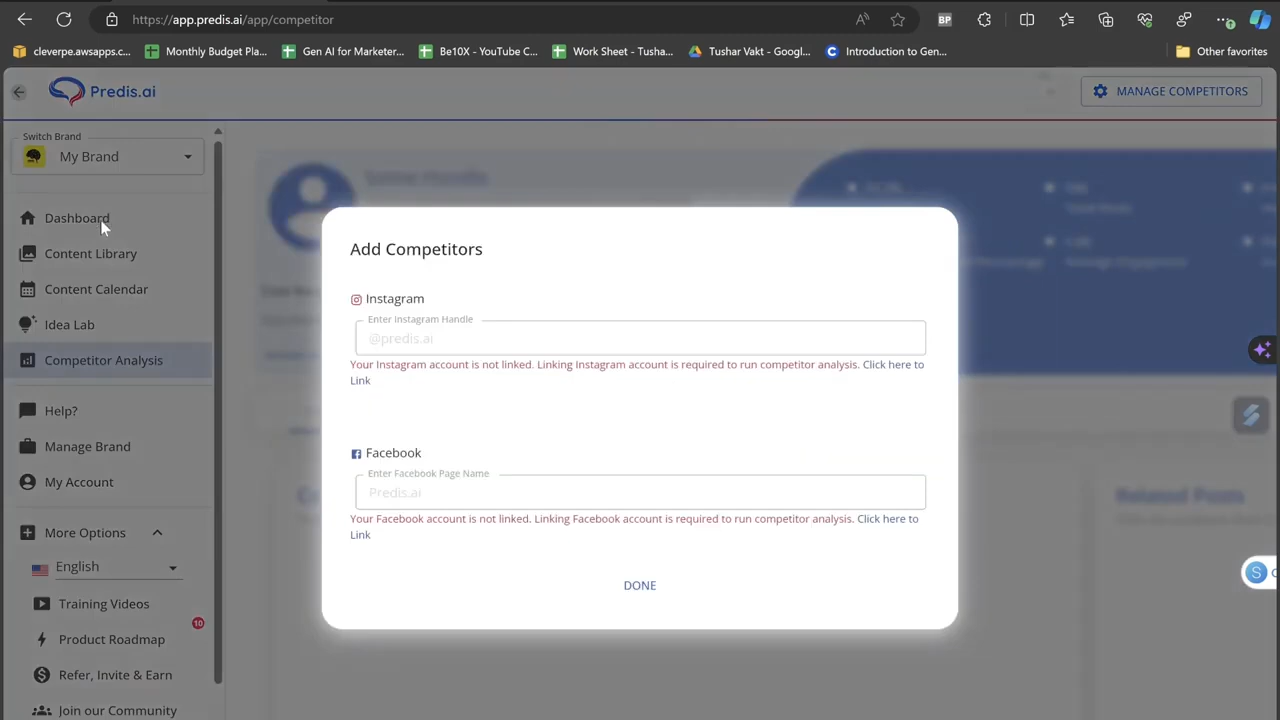 https://app.predis.ai/app/competitor
BP
cleverpe.awsapps.c...
Monthly Budget Pla...
Gen AI for Marketer...
Be10X - YouTube C...
Work Sheet - Tusha...
Tushar Vakt - Googl...
Introduction to Gen...
Other favorites
Predis.ai
MANAGE COMPETITORS
Switch Brand
My Brand
Dashboard
Content Library
Content Calendar
Idea Lab
Competitor Analysis
Help?
Manage Brand
My Account
More Options
English
Training Videos
10
Product Roadmap
Refer, Invite & Earn
Join our Community
Add Competitors
Instagram
Enter Instagram Handle
@predis.ai
Your Instagram account is not linked. Linking Instagram account is required to run competitor analysis. Click here to
Link
Facebook
Enter Facebook Page Name
Predis.ai
Your Facebook account is not linked. Linking Facebook account is required to run competitor analysis. Click here to
Link
DONE
Related Posts